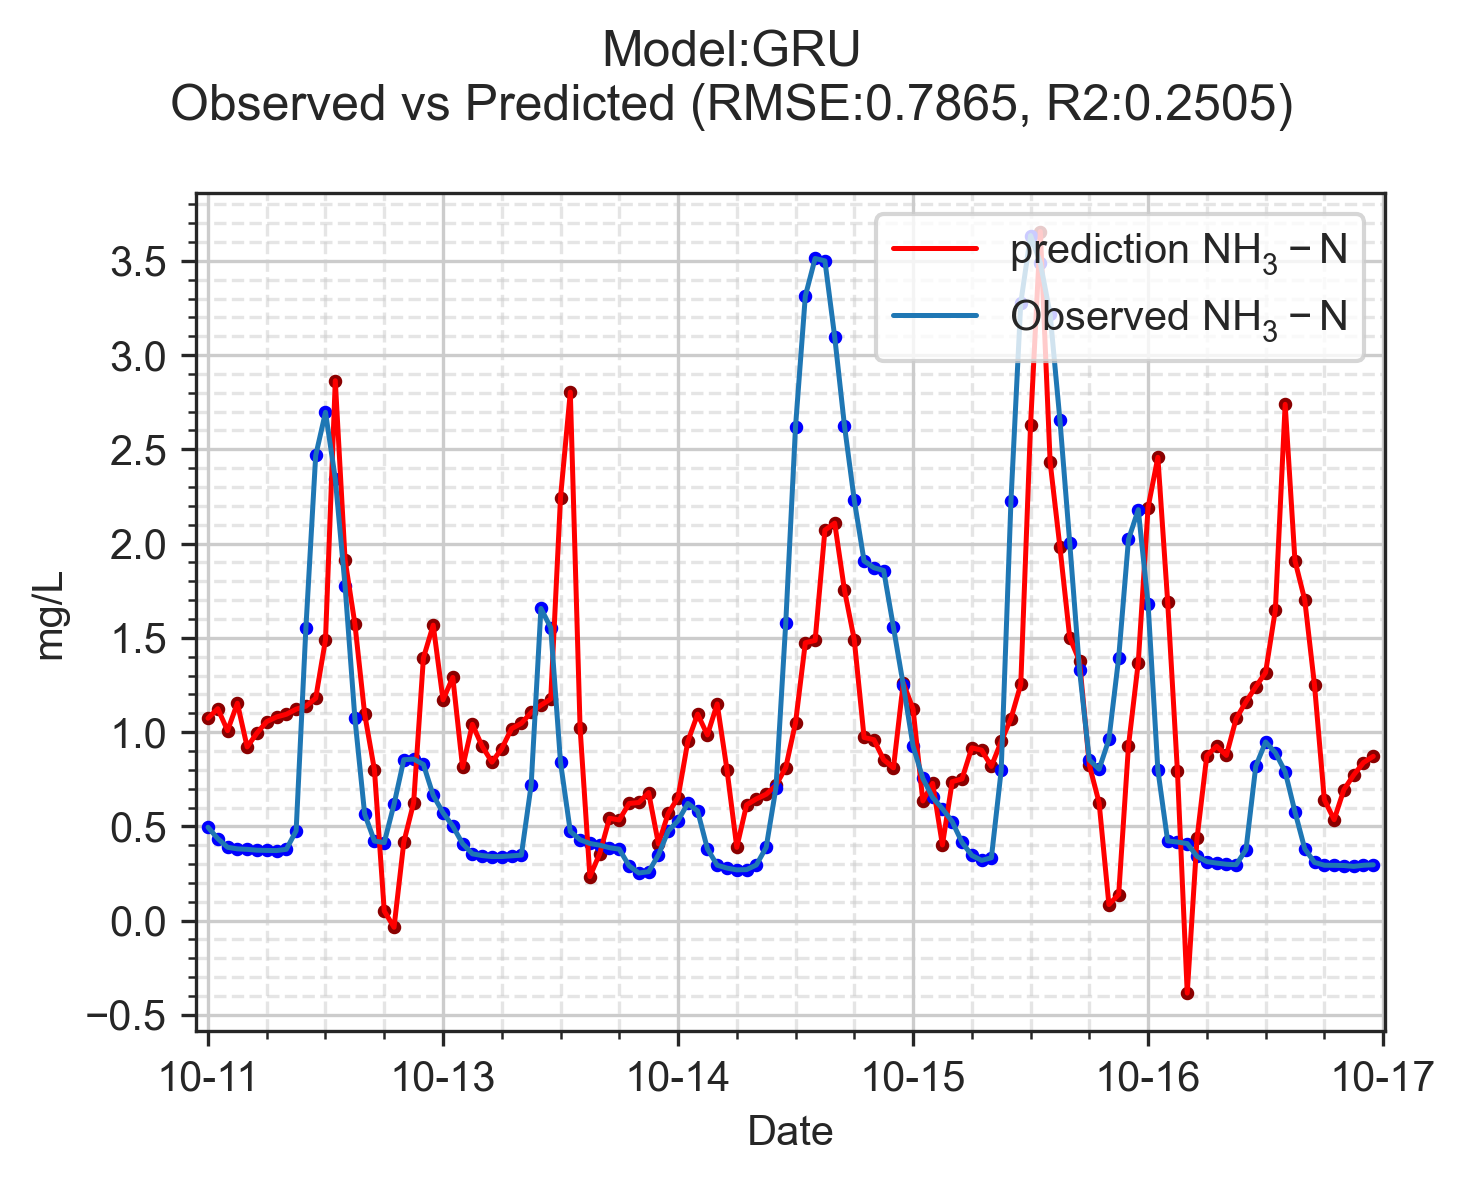 Model:GRU
Observed vs Predicted (RMSE:0.7865, R2:0.2505)
prediction NH₃ − N
Observed NH₃ − N
3.5
3.0
2.5
2.0
1.5
1.0
0.5
0.0
−0.5
mg/L
10-11 10-13 10-14 10-15 10-16 10-17
Date